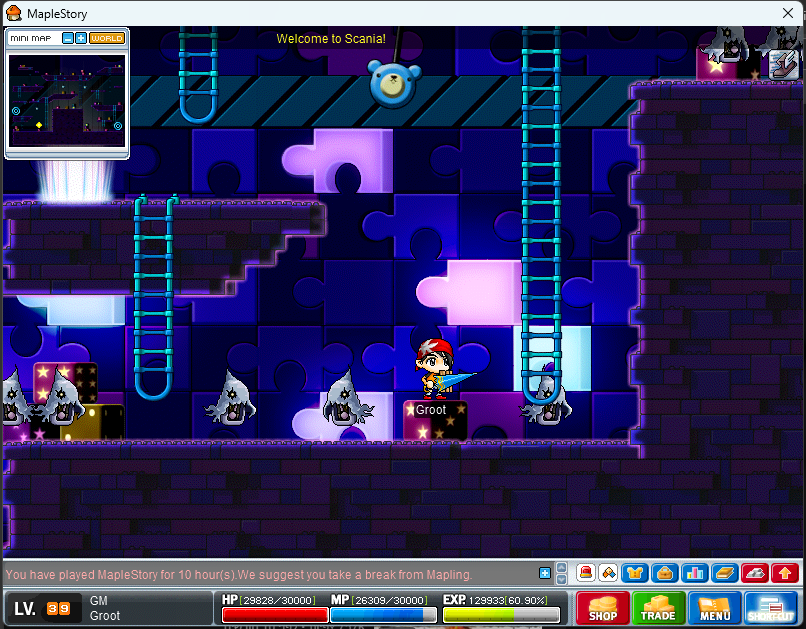 MapleStory
MINI MAP
WORLD
Welcome to Scania!
Groot
You have played MapleStory for 10 hour(s).We suggest you take a break from Mapling.
LV. 39
GM
Groot
HP[29828/30000] MP[26309/30000] EXP 129933[60.90%]
SHOP
TRADE
MENU
SHORTCUT